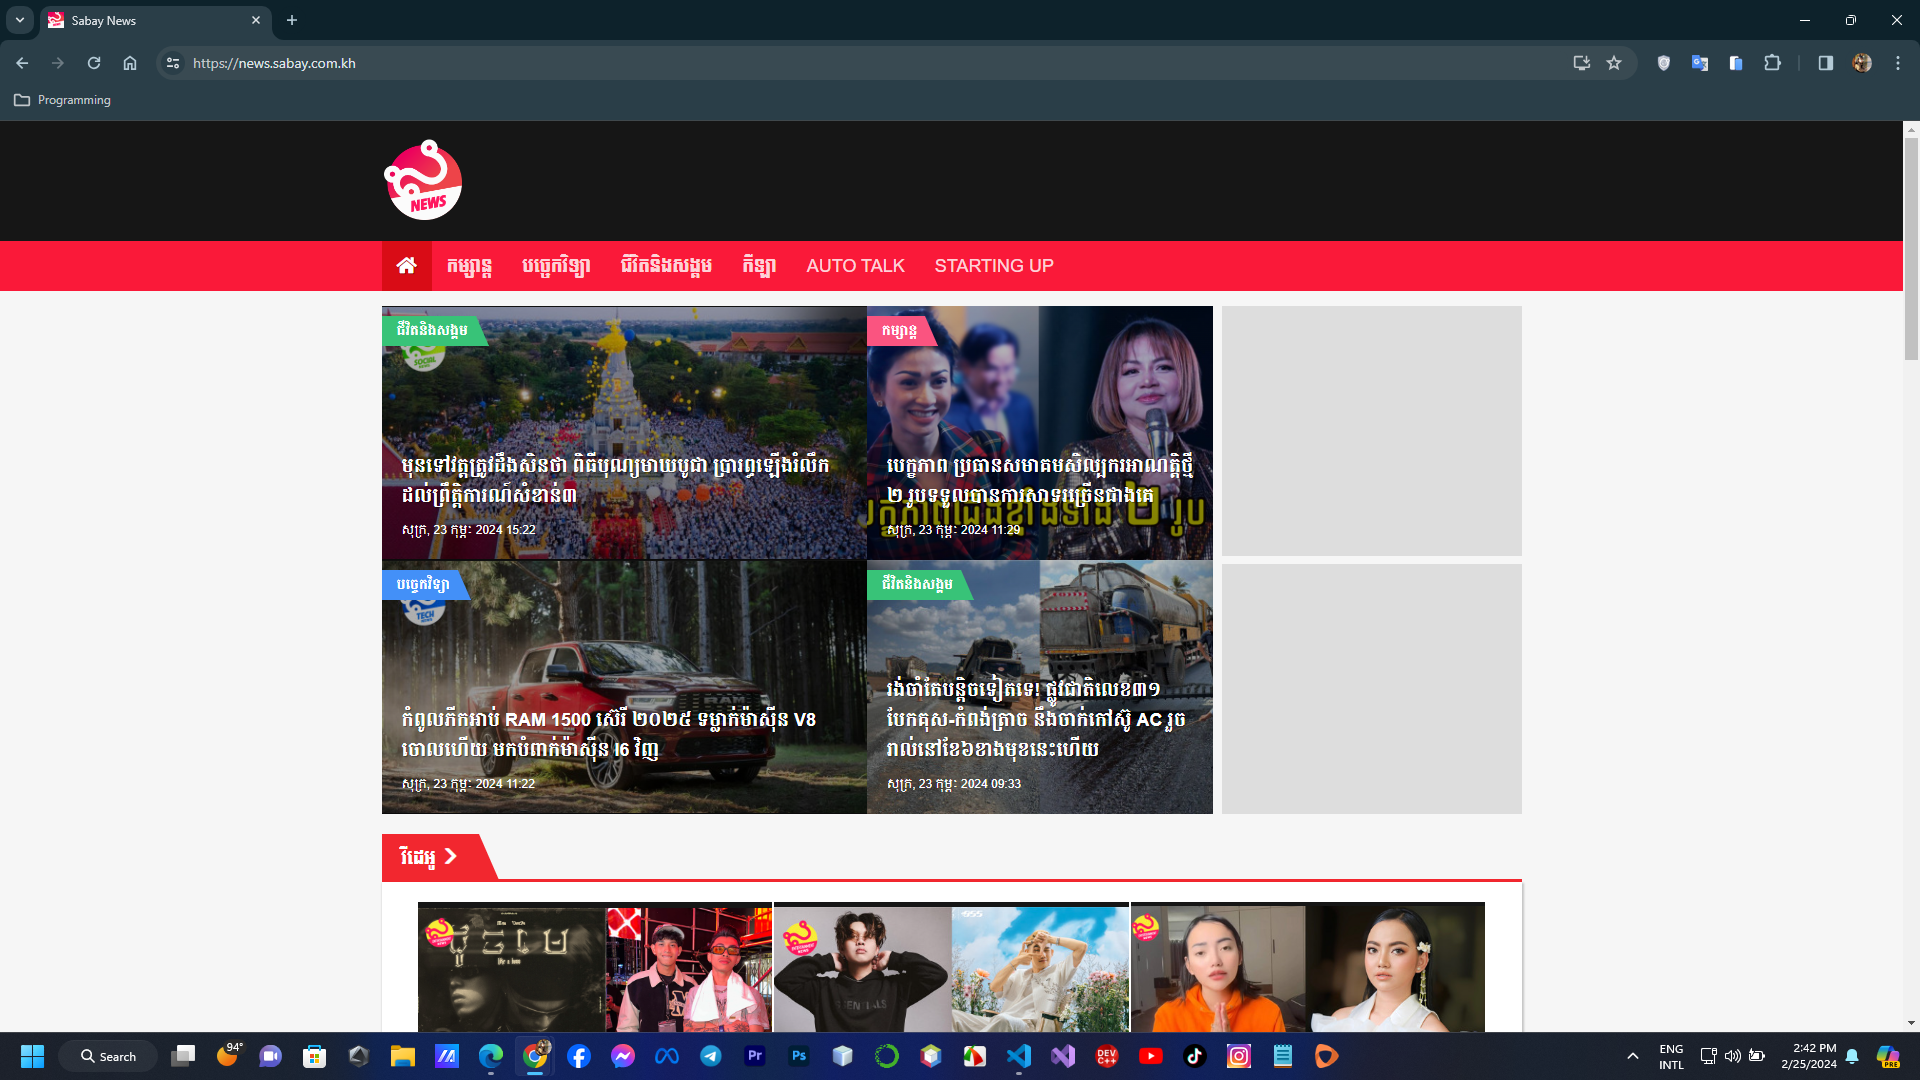 Sabay News
https://news.sabay.com.kh
Programming
NEWS
កម្សាន្ត
បច្ចេកវិទ្យា
ជីវិតនិងសង្គម
កីឡា
AUTO TALK
STARTING UP
ជីវិតនិងសង្គម
SOCIAL
NEWS
មុនទៅវត្តត្រូវដឹងសិនថា ពិធីបុណ្យមាឃបូជា ប្រារព្ធឡើងរំលឹក
ដល់ព្រឹត្តិការណ៍សំខាន់៣
សុក្រ, 23 កុម្ភៈ 2024 15:22
កម្សាន្ត
បេក្ខភាព ប្រធានសមាគមសិល្បករអាណត្តិថ្មី
២ រូបទទួលបានការសាទរច្រើនជាងគេ
សុក្រ, 23 កុម្ភៈ 2024 11:29
បច្ចេកវិទ្យា
TECH
NEWS
កំពូលភីកអាប់ RAM 1500 ស៊េរី ២០២៥ ទម្លាក់ម៉ាស៊ីន V8
ចោលហើយ មកបំពាក់ម៉ាស៊ីន I6 វិញ
សុក្រ, 23 កុម្ភៈ 2024 11:22
ជីវិតនិងសង្គម
រង់ចាំតែបន្តិចទៀតទេ! ផ្លូវជាតិលេខ៣១
បែកគុស-កំពង់ត្រាច នឹងចាក់កៅស៊ូ AC រួច
រាល់នៅខែ៦ខាងមុខនេះហើយ
សុក្រ, 23 កុម្ភៈ 2024 09:33
វីដេអូ
ដូចមេ
Search
94°
Pr
Ps
DEV
C++
ENG
INTL
2:42 PM
2/25/2024
PRE